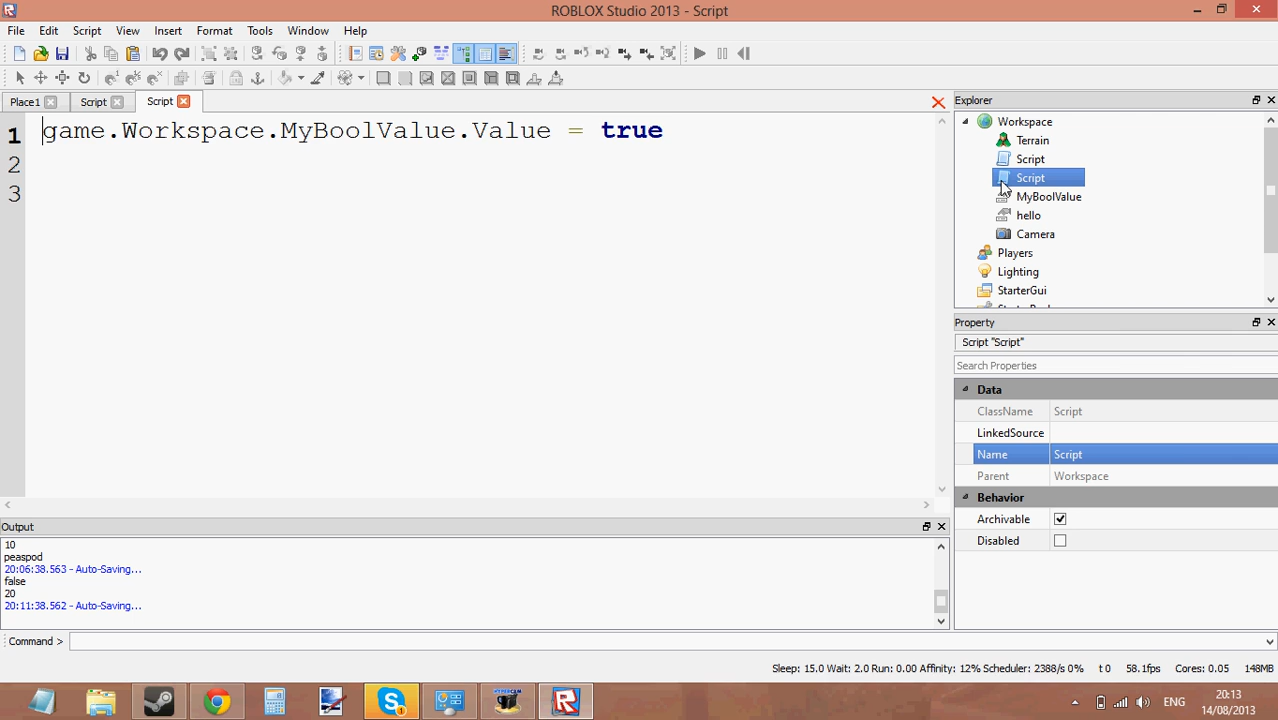 ROBLOX Studio 2013 - Script
File Edit Script View Insert Format Tools Window Help
Place1 Script Script
1 game.Workspace.MyBoolValue.Value = true
2
3
Explorer
Workspace
Terrain
Script
Script
MyBoolValue
hello
Camera
Players
Lighting
StarterGui
Property
Script "Script"
Search Properties
Data
ClassName Script
LinkedSource
Name Script
Parent Workspace
Behavior
Archivable
Disabled
Output
10
peaspod
20:06:38.563 - Auto-Saving...
false
20
20:11:38.562 - Auto-Saving...
Command >
Sleep: 15.0 Wait: 2.0 Run: 0.00 Affinity: 12% Scheduler: 2388/s 0% t 0 58.1fps Cores: 0.05 148MB
ENG
20:13
14/08/2013